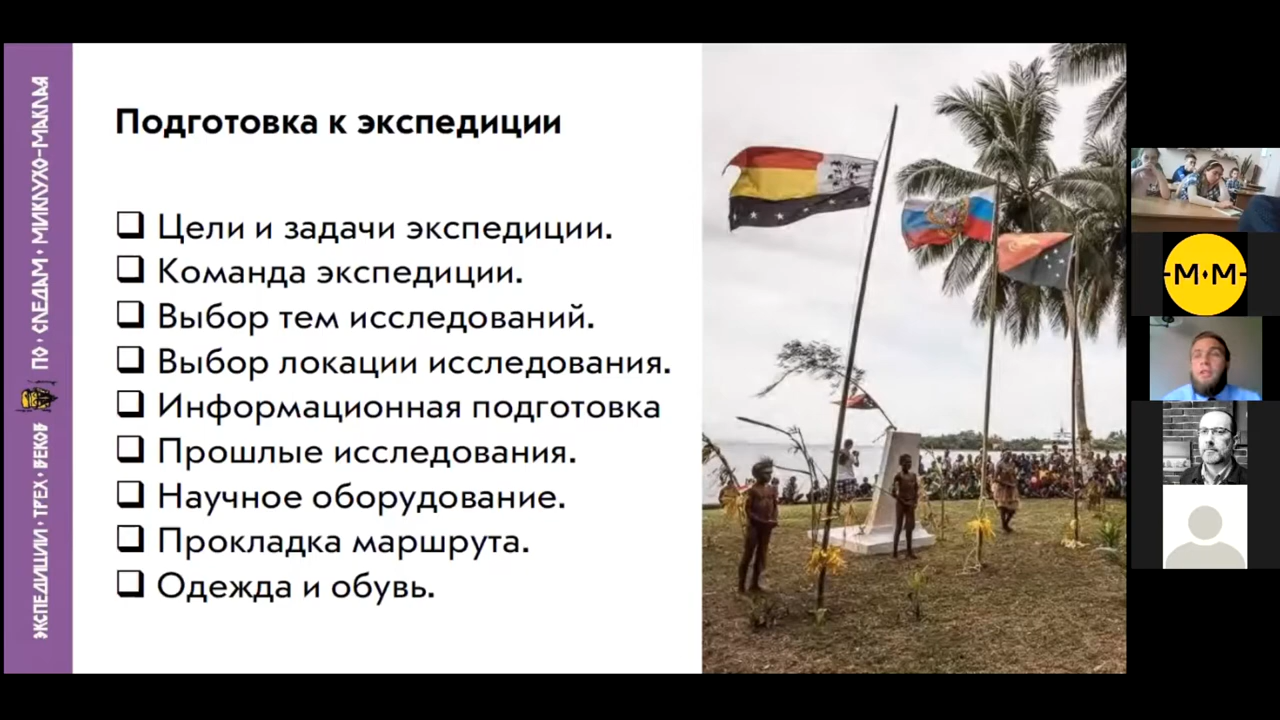 Подготовка к экспедиции
Цели и задачи экспедиции.
Команда экспедиции.
Выбор тем исследований.
Выбор локации исследования.
Информационная подготовка
Прошлые исследования.
Научное оборудование.
Прокладка маршрута.
Одежда и обувь.
ЭКСПЕДИЦИИ·ТРЕХ·ВЕКОВ
ПО·СЛЕДАМ·МИКЛУХО-МАКЛАЯ
-М·М-